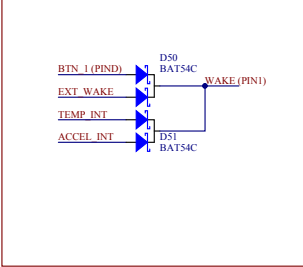 D50
BAT54C
BTN_1 (PIND)
WAKE (PIN1)
EXT_WAKE
TEMP_INT
ACCEL_INT
D51
BAT54C